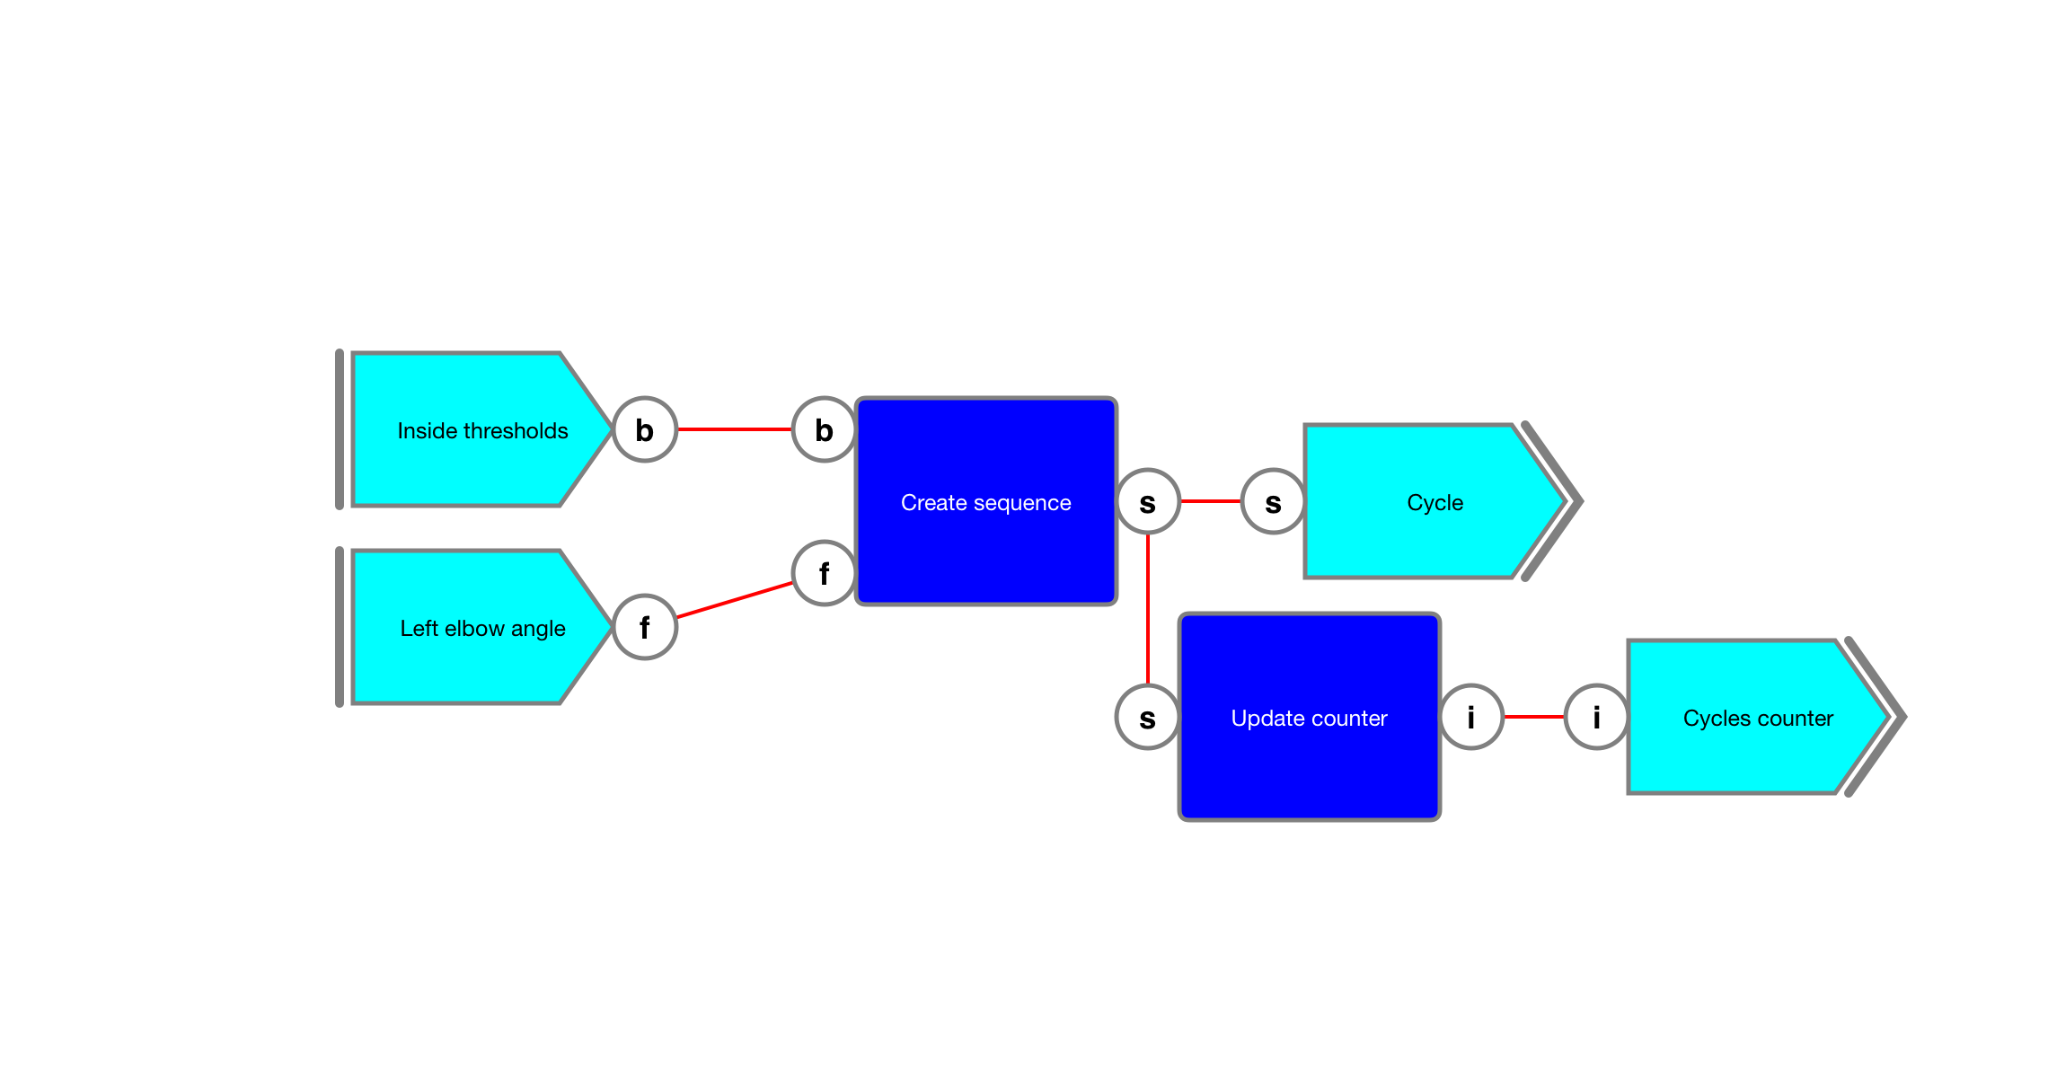 Inside thresholds
b
b
Create sequence
s
s
Cycle
Left elbow angle
f
f
s
Update counter
i
i
Cycles counter